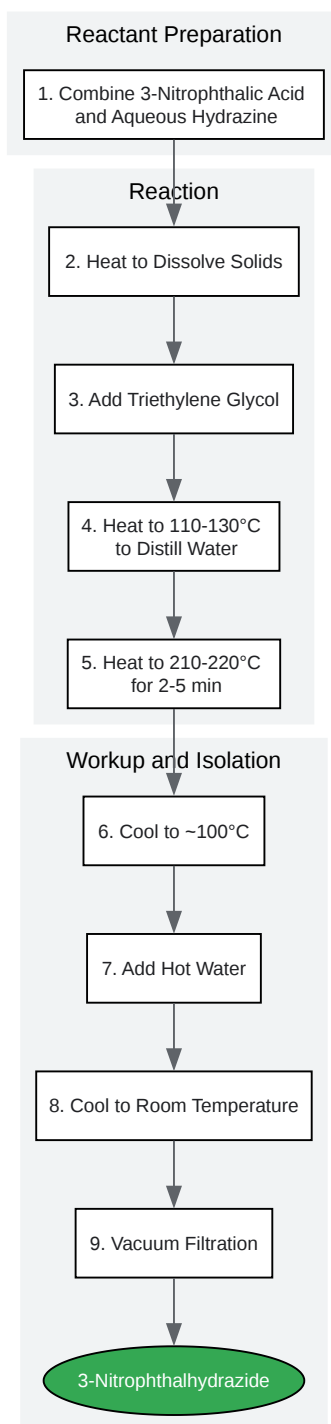 Reactant Preparation
1. Combine 3-Nitrophthalic Acid
and Aqueous Hydrazine
Reaction
2. Heat to Dissolve Solids
3. Add Triethylene Glycol
4. Heat to 110-130°C
to Distill Water
5. Heat to 210-220°C
for 2-5 min
Workup and Isolation
6. Cool to ~100°C
7. Add Hot Water
8. Cool to Room Temperature
9. Vacuum Filtration
3-Nitrophthalhydrazide